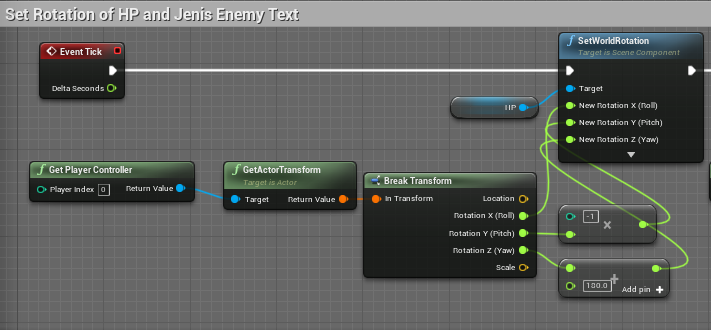 Set Rotation of HP and Jenis Enemy Text
Event Tick
Delta Seconds
SetWorldRotation
Target is Scene Component
Target
New Rotation X (Roll)
New Rotation Y (Pitch)
New Rotation Z (Yaw)
HP
Get Player Controller
Player Index 0
Return Value
GetActorTransform
Target is Actor
Target
Return Value
Break Transform
In Transform
Location
Rotation X (Roll)
Rotation Y (Pitch)
Rotation Z (Yaw)
Scale
-1
180.0
Add pin +